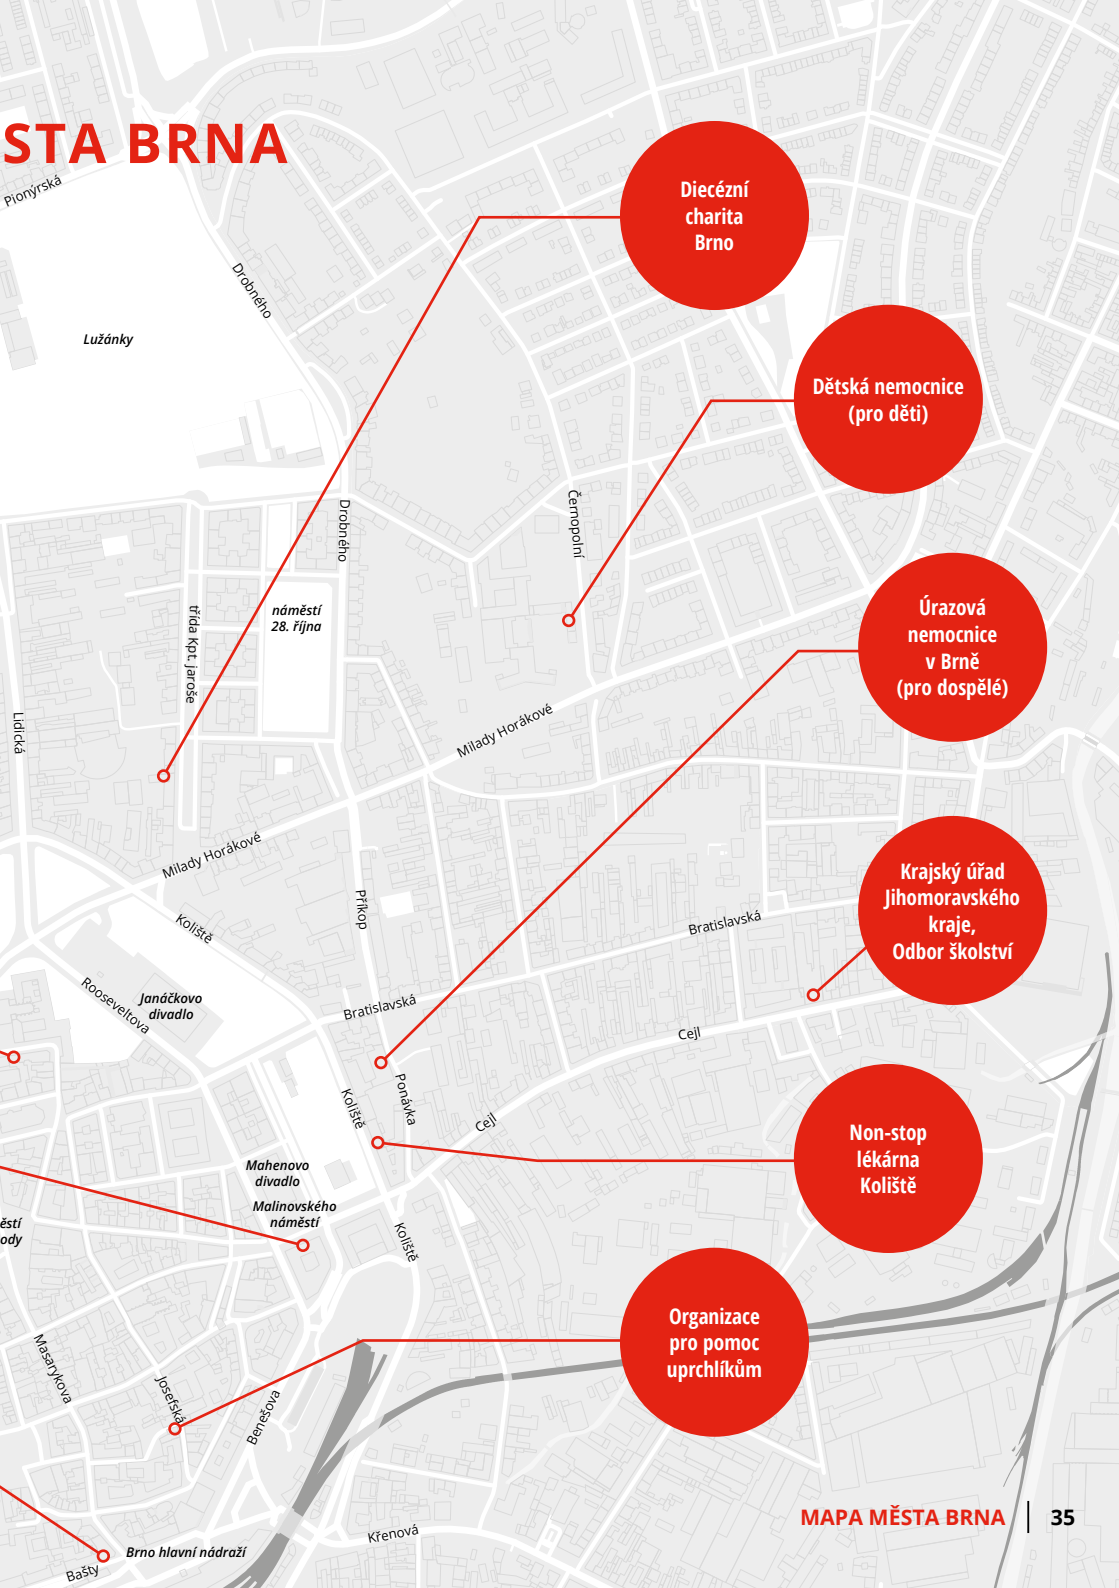 STA BRNA
Pionýrská
Diecézní
charita
Brno
Drobného
Lužánky
Dětská nemocnice
(pro děti)
Černopolní
Drobného
náměstí
28. října
třída Kpt. jaroše
Úrazová
nemocnice
v Brně
(pro dospělé)
Lidická
Milady Horákové
Milady Horákové
Příkop
Koliště
Bratislavská
Krajský úřad
Jihomoravského
kraje,
Odbor školství
Rooseveltova
Janáčkovo
divadlo
Bratislavská
Cejl
Koliště
Ponávka
Cejl
Non-stop
lékárna
Koliště
Mahenovo
divadlo
Malinovského
náměstí
ěstí
ody
Koliště
Organizace
pro pomoc
uprchlíkům
Masarykova
Josefská
Benešova
MAPA MĚSTA BRNA | 35
Křenová
Brno hlavní nádraží
Bašty